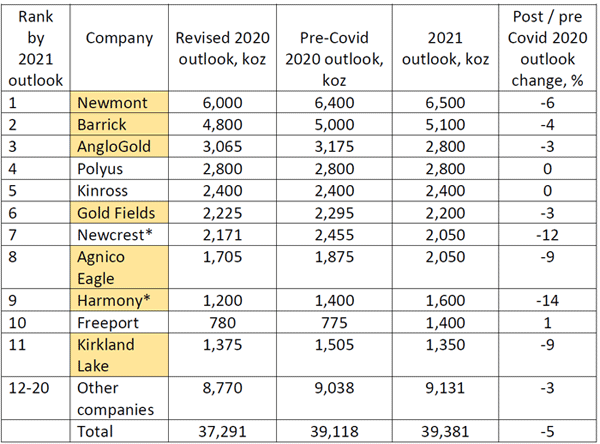 Rank by 2021 outlook | Company | Revised 2020 outlook, koz | Pre-Covid 2020 outlook, koz | 2021 outlook, koz | Post / pre Covid 2020 outlook change, %
1 | Newmont | 6,000 | 6,400 | 6,500 | -6
2 | Barrick | 4,800 | 5,000 | 5,100 | -4
3 | AngloGold | 3,065 | 3,175 | 2,800 | -3
4 | Polyus | 2,800 | 2,800 | 2,800 | 0
5 | Kinross | 2,400 | 2,400 | 2,400 | 0
6 | Gold Fields | 2,225 | 2,295 | 2,200 | -3
7 | Newcrest* | 2,171 | 2,455 | 2,050 | -12
8 | Agnico Eagle | 1,705 | 1,875 | 2,050 | -9
9 | Harmony* | 1,200 | 1,400 | 1,600 | -14
10 | Freeport | 780 | 775 | 1,400 | 1
11 | Kirkland Lake | 1,375 | 1,505 | 1,350 | -9
12-20 | Other companies | 8,770 | 9,038 | 9,131 | -3
Total | 37,291 | 39,118 | 39,381 | -5